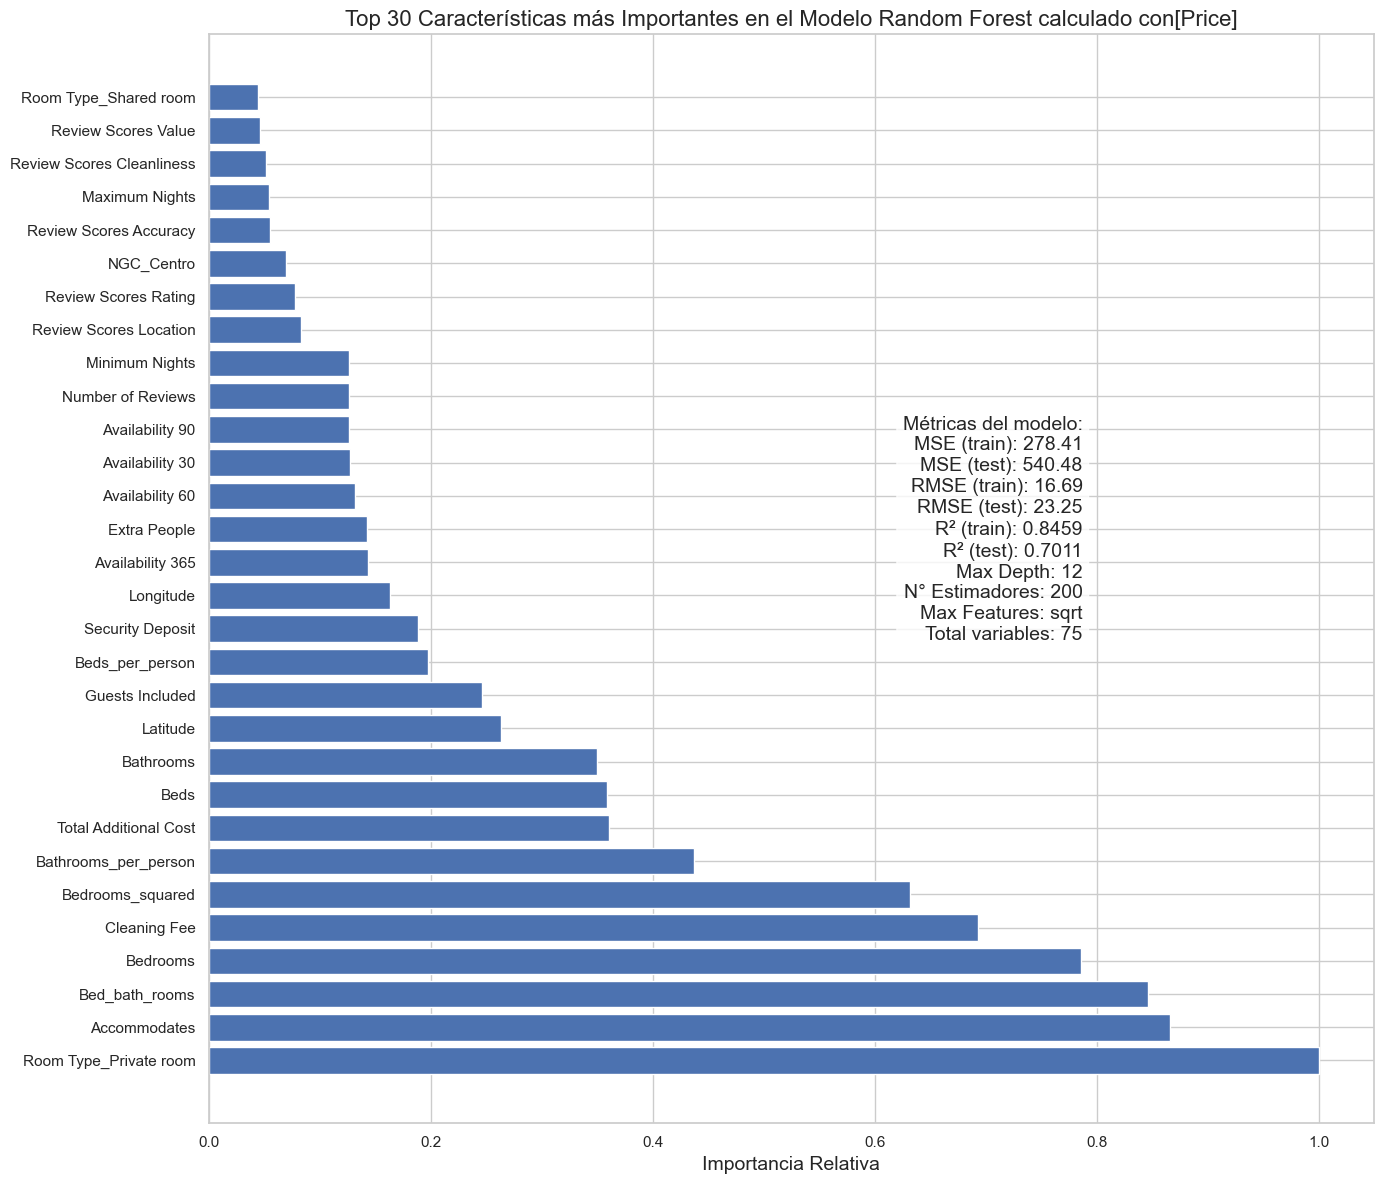 Top 30 Características más Importantes en el Modelo Random Forest calculado con[Price]
Room Type_Shared room
Review Scores Value
Review Scores Cleanliness
Maximum Nights
Review Scores Accuracy
NGC_Centro
Review Scores Rating
Review Scores Location
Minimum Nights
Number of Reviews
Availability 90
Availability 30
Availability 60
Extra People
Availability 365
Longitude
Security Deposit
Beds_per_person
Guests Included
Latitude
Bathrooms
Beds
Total Additional Cost
Bathrooms_per_person
Bedrooms_squared
Cleaning Fee
Bedrooms
Bed_bath_rooms
Accommodates
Room Type_Private room
Métricas del modelo:
MSE (train): 278.41
MSE (test): 540.48
RMSE (train): 16.69
RMSE (test): 23.25
R² (train): 0.8459
R² (test): 0.7011
Max Depth: 12
N° Estimadores: 200
Max Features: sqrt
Total variables: 75
0.0 0.2 0.4 0.6 0.8 1.0
Importancia Relativa